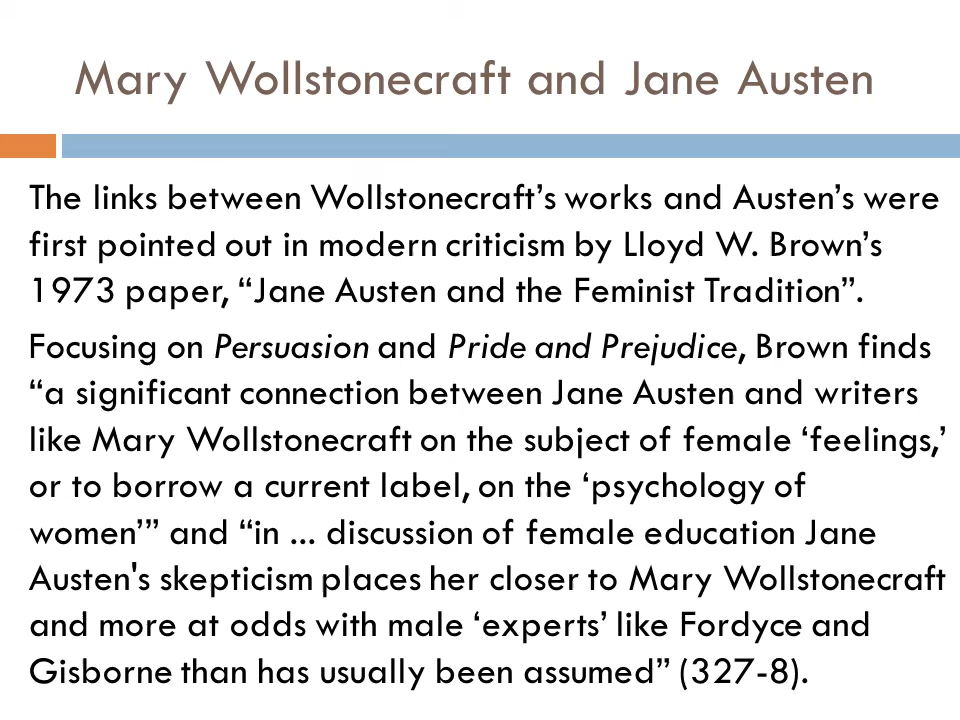 Mary Wollstonecraft and Jane Austen
The links between Wollstonecraft’s works and Austen’s were
first pointed out in modern criticism by Lloyd W. Brown’s
1973 paper, “Jane Austen and the Feminist Tradition”.
Focusing on Persuasion and Pride and Prejudice, Brown finds
“a significant connection between Jane Austen and writers
like Mary Wollstonecraft on the subject of female ‘feelings,’
or to borrow a current label, on the ‘psychology of
women’” and “in ... discussion of female education Jane
Austen's skepticism places her closer to Mary Wollstonecraft
and more at odds with male ‘experts’ like Fordyce and
Gisborne than has usually been assumed” (327-8).